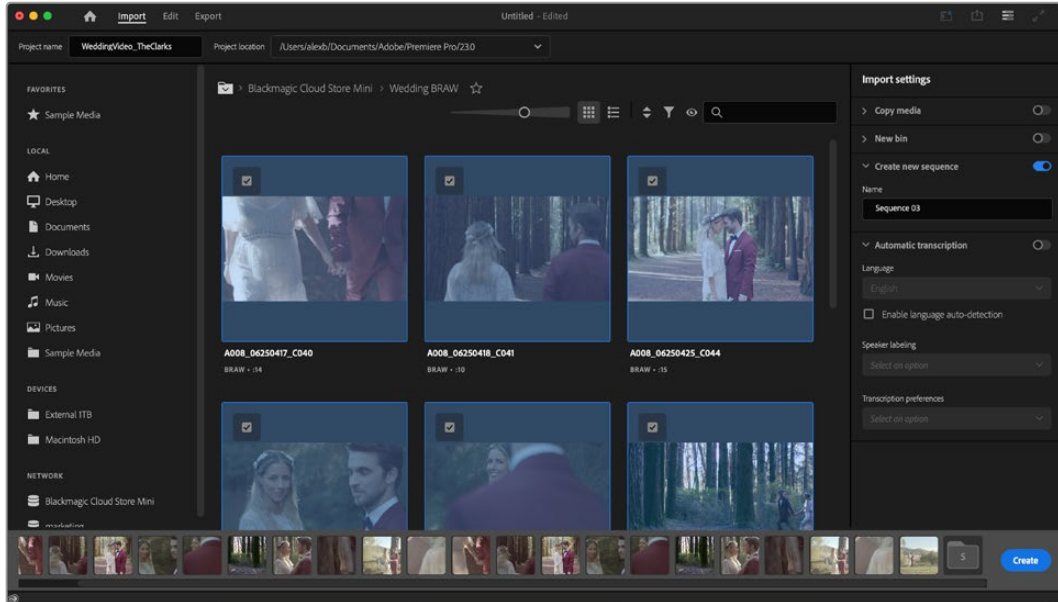 Import Edit Export Untitled - Edited
Project name WeddingVideo_TheClarks Project location /Users/alexb/Documents/Adobe/Premiere Pro/23.0
FAVORITES
Sample Media
LOCAL
Home
Desktop
Documents
Downloads
Movies
Music
Pictures
Sample Media
DEVICES
External 1TB
Macintosh HD
NETWORK
Blackmagic Cloud Store Mini
marketing
Blackmagic Cloud Store Mini > Wedding BRAW
A008_06250417_C040
BRAW • :14
A008_06250418_C041
BRAW • :10
A008_06250425_C044
BRAW • :15
Import settings
Copy media
New bin
Create new sequence
Name
Sequence 03
Automatic transcription
Language
English
Enable language auto-detection
Speaker labeling
Select an option
Transcription preferences
Select an option
S
Create